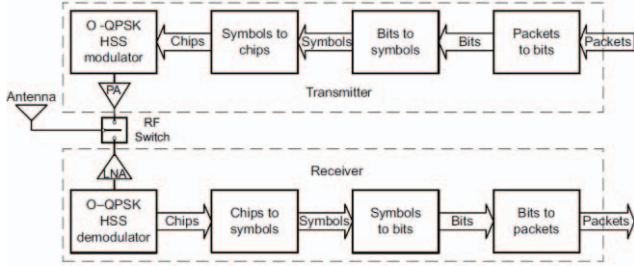 O -QPSK
HSS
modulator
Chips
Symbols to
chips
Symbols
Bits to
symbols
Bits
Packets
to bits
Packets
PA
Transmitter
Antenna
RF
Switch
LNA
Receiver
O-QPSK
HSS
demodulator
Chips
Chips to
symbols
Symbols
Symbol
to bits
Bits
Bits to
packets
Packets